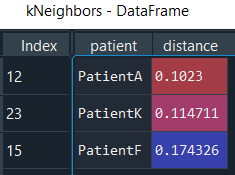 kNeighbors - DataFrame
Index patient distance
12 PatientA 0.1023
23 PatientK 0.114711
15 PatientF 0.174326